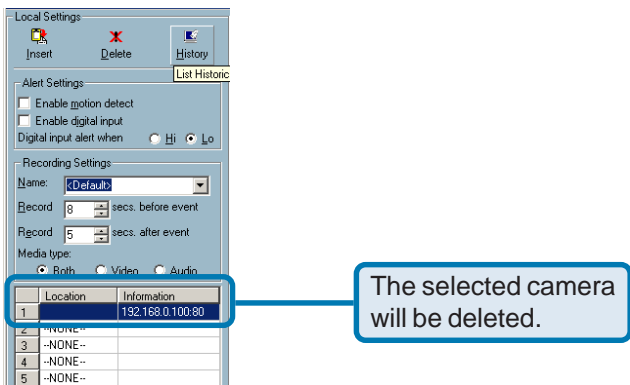 Local Settings
Insert Delete History
List Historic
Alert Settings
Enable motion detect
Enable digital input
Digital input alert when Hi Lo
Recording Settings
Name: <Default>
Record 8 secs. before event
Record 5 secs. after event
Media type:
Both Video Audio
Location Information
1 192.168.0.100:80
2 --NONE--
3 --NONE--
4 --NONE--
5 --NONE--
The selected camera
will be deleted.